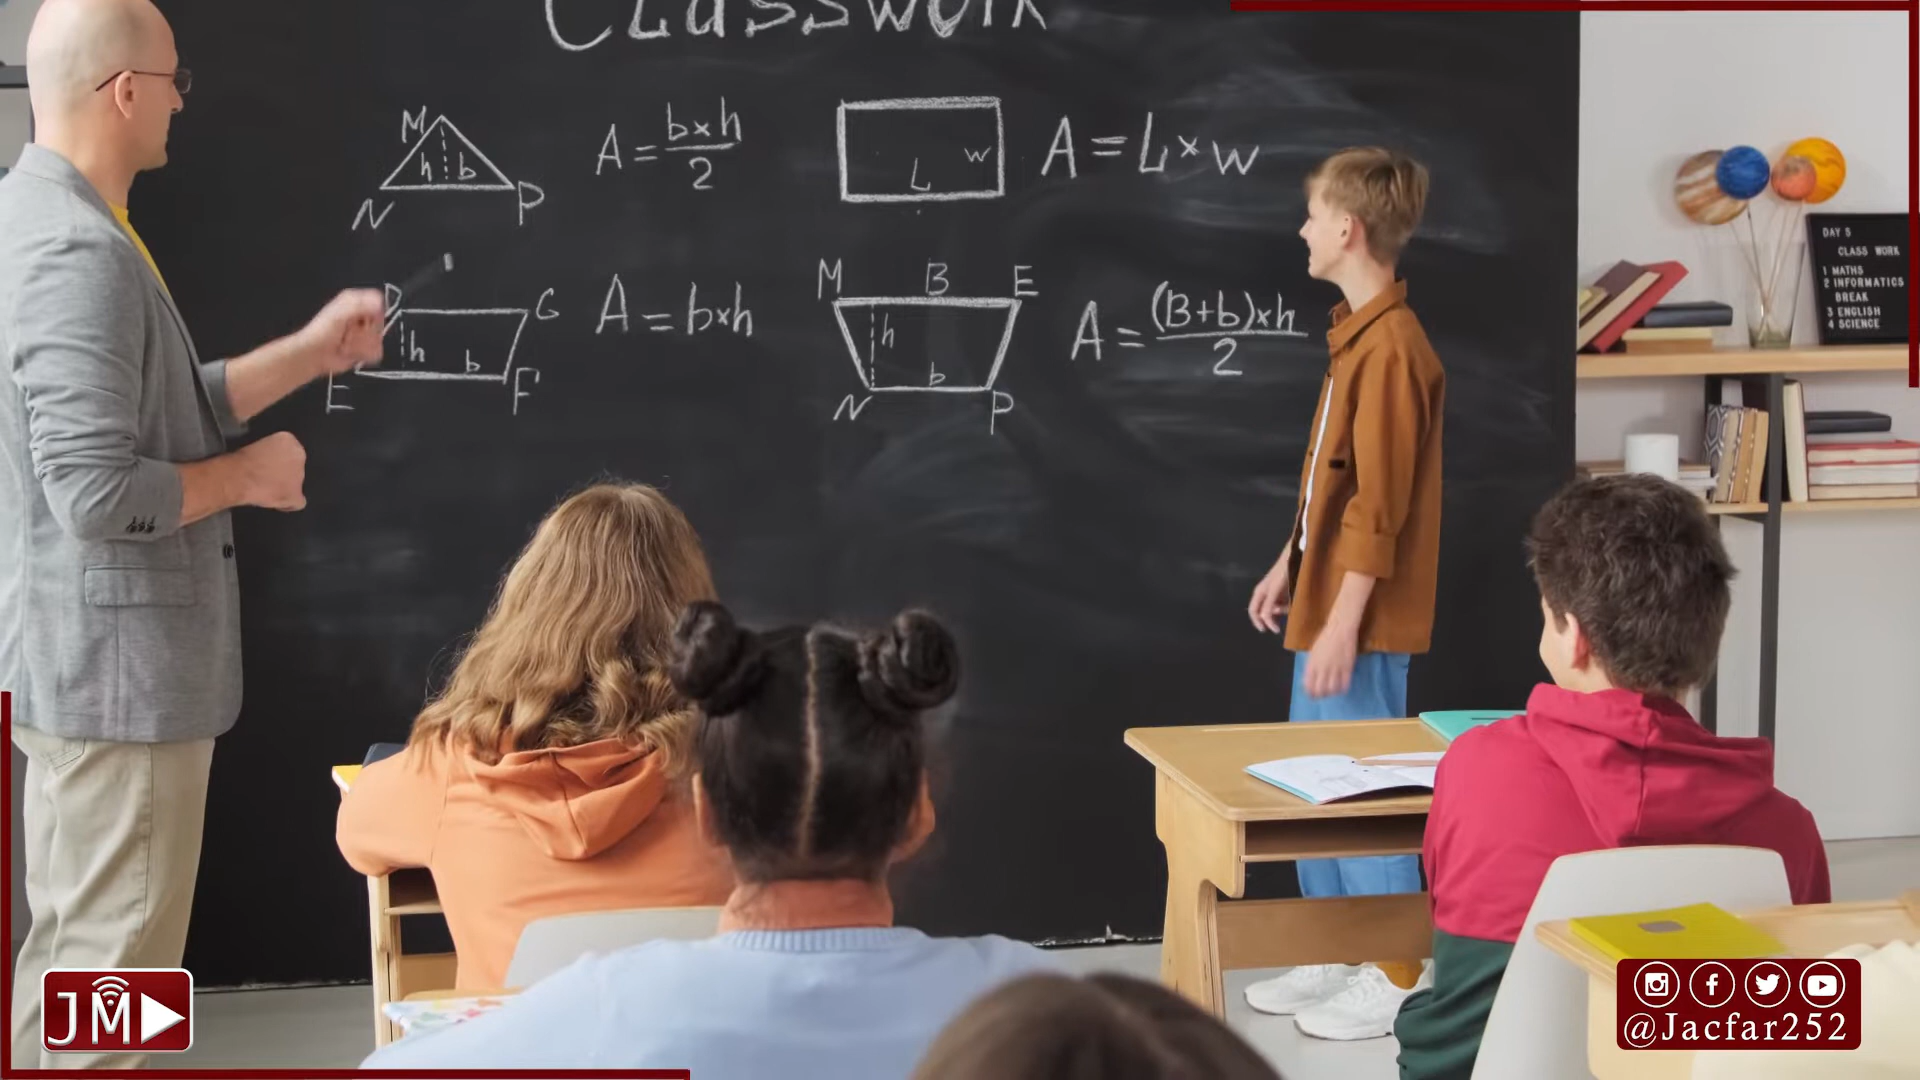 Classwork
M
h b
N P
A = b×h/2
L w
A = L×w
D G
h b
E F
A = b×h
M B E
h
b
N P
A = (B+b)×h/2
DAY 5
CLASS WORK
1 MATHS
2 INFORMATICS
BREAK
3 ENGLISH
4 SCIENCE
JM
@Jacfar252